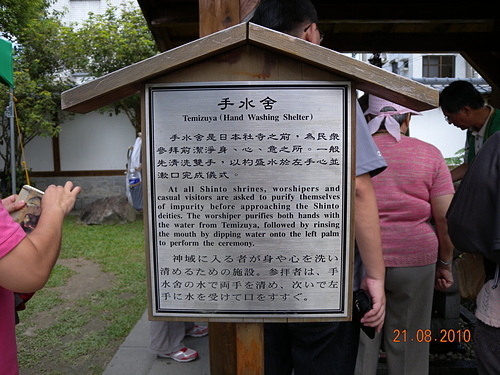 手水舍
Temizuya (Hand Washing Shelter)
手水舍是日本社寺之前，為民衆
參拜前潔淨身、心、意之所。一般
先清洗雙手，以杓盛水於左手心並
漱口完成儀式。
At all Shinto shrines, worshipers and
casual visitors are asked to purify themselves
of impurity before approaching the Shinto
deities. The worshiper purifies both hands with
the water from Temizuya, followed by rinsing
the mouth by dipping water onto the left palm
to perform the ceremony.
神域に入る者が身や心を洗い
清めるための施設。参拝者は、手
水舍の水で両手を清め、次いで左
手に水を受けて口をすすぐ。
21.08.2010